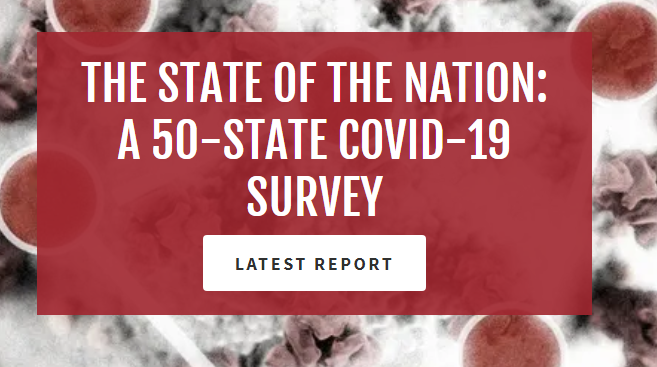 THE STATE OF THE NATION:
A 50-STATE COVID-19
SURVEY
LATEST REPORT